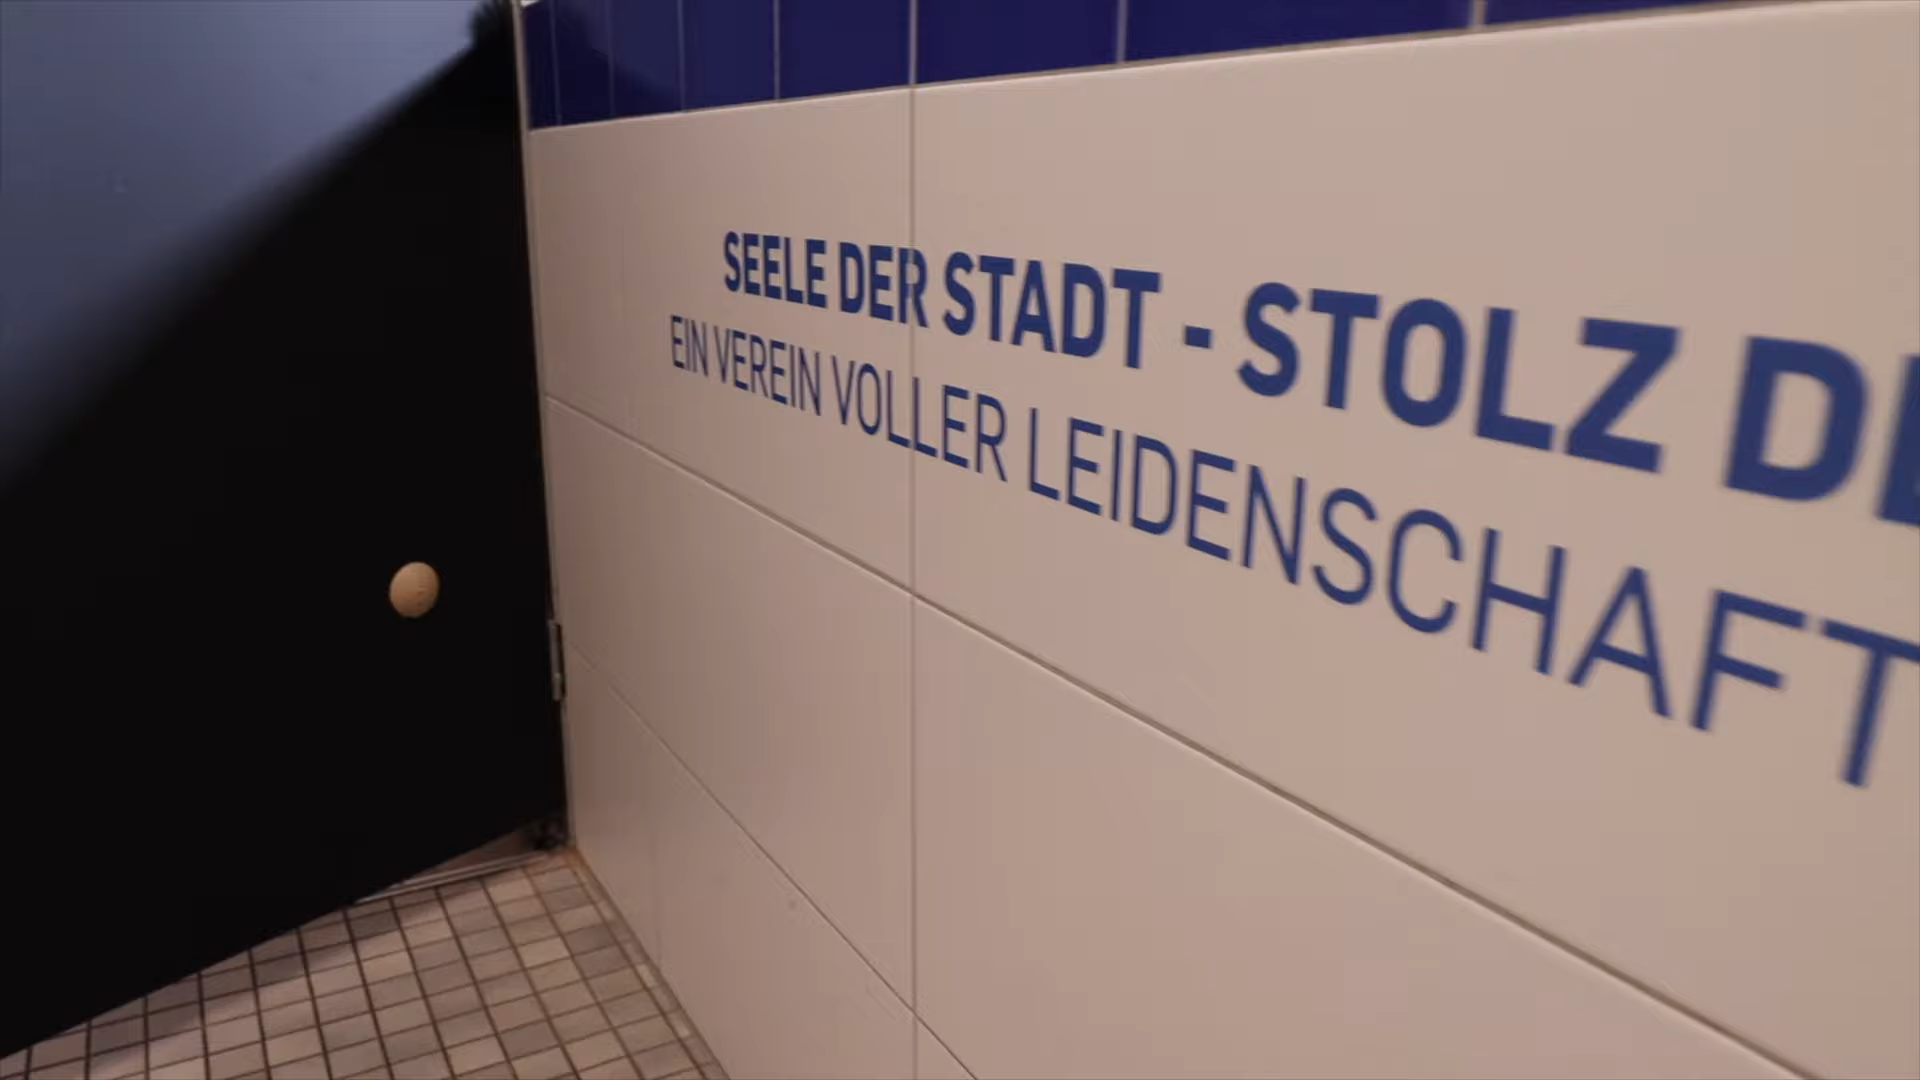 SEELE DER STADT - STOLZ
EIN VEREIN VOLLER LEIDENSCHAFT